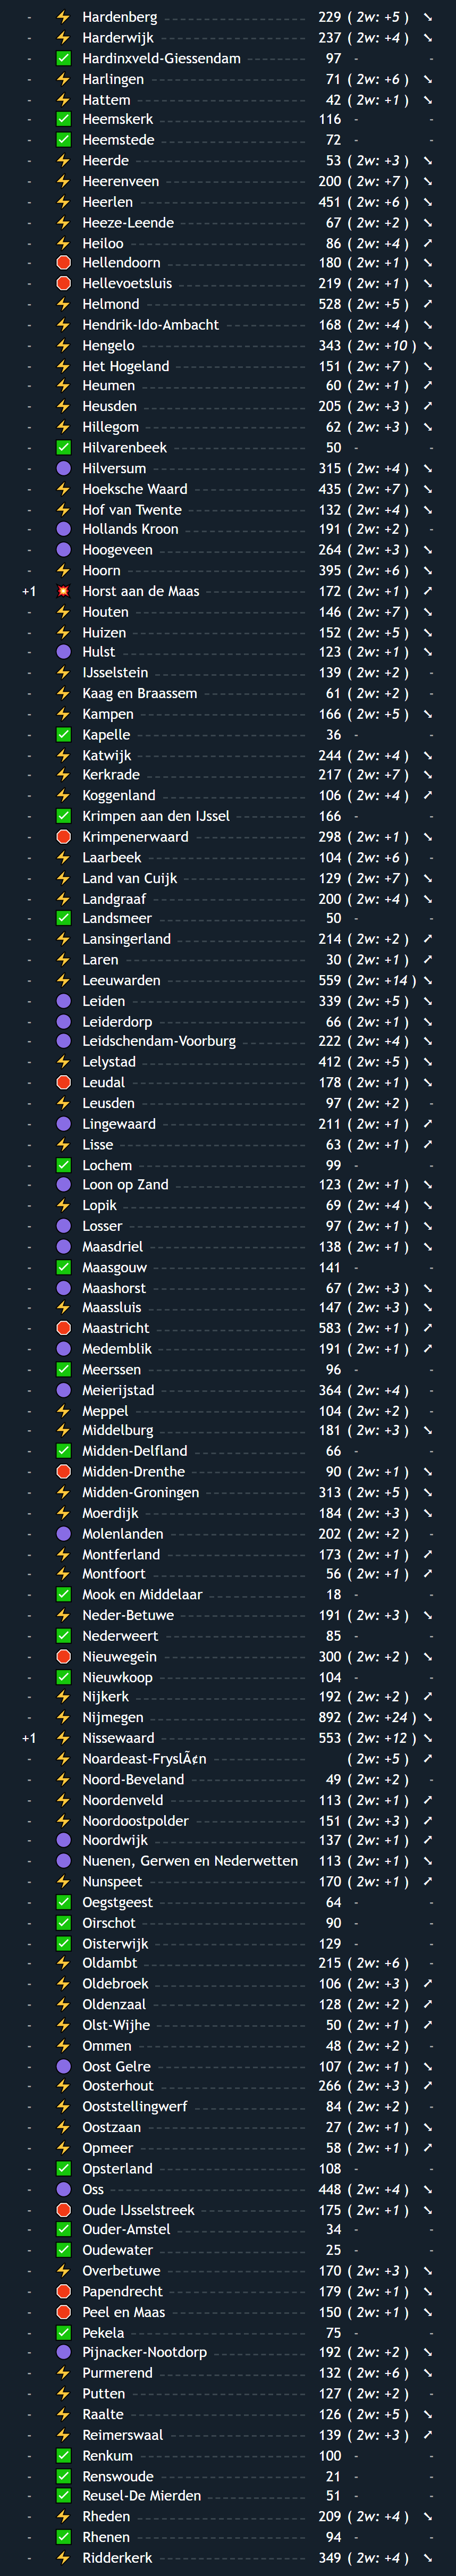 - ⚡ Hardenberg 229 ( 2w: +5 ) ↘
- ⚡ Harderwijk 237 ( 2w: +4 ) ↘
- ✅ Hardinxveld-Giessendam 97 - -
- ⚡ Harlingen 71 ( 2w: +6 ) ↘
- ⚡ Hattem 42 ( 2w: +1 ) ↘
- ✅ Heemskerk 116 - -
- ✅ Heemstede 72 - -
- ⚡ Heerde 53 ( 2w: +3 ) ↘
- ⚡ Heerenveen 200 ( 2w: +7 ) ↘
- ⚡ Heerlen 451 ( 2w: +6 ) ↘
- ⚡ Heeze-Leende 67 ( 2w: +2 ) ↘
- ⚡ Heiloo 86 ( 2w: +4 ) ↗
- 🛑 Hellendoorn 180 ( 2w: +1 ) ↘
- 🛑 Hellevoetsluis 219 ( 2w: +1 ) ↘
- ⚡ Helmond 528 ( 2w: +5 ) ↗
- ⚡ Hendrik-Ido-Ambacht 168 ( 2w: +4 ) ↘
- ⚡ Hengelo 343 ( 2w: +10 ) ↘
- ⚡ Het Hogeland 151 ( 2w: +7 ) ↘
- ⚡ Heumen 60 ( 2w: +1 ) ↗
- ⚡ Heusden 205 ( 2w: +3 ) ↗
- ⚡ Hillegom 62 ( 2w: +3 ) ↘
- ✅ Hilvarenbeek 50 - -
- 🟣 Hilversum 315 ( 2w: +4 ) ↘
- ⚡ Hoeksche Waard 435 ( 2w: +7 ) ↘
- ⚡ Hof van Twente 132 ( 2w: +4 ) ↘
- 🟣 Hollands Kroon 191 ( 2w: +2 ) -
- 🟣 Hoogeveen 264 ( 2w: +3 ) ↘
- ⚡ Hoorn 395 ( 2w: +6 ) ↘
+1 💥 Horst aan de Maas 172 ( 2w: +1 ) ↗
- ⚡ Houten 146 ( 2w: +7 ) ↘
- ⚡ Huizen 152 ( 2w: +5 ) ↘
- 🟣 Hulst 123 ( 2w: +1 ) ↘
- ⚡ IJsselstein 139 ( 2w: +2 ) -
- ⚡ Kaag en Braassem 61 ( 2w: +2 ) -
- ⚡ Kampen 166 ( 2w: +5 ) ↘
- ✅ Kapelle 36 - -
- ⚡ Katwijk 244 ( 2w: +4 ) ↘
- ⚡ Kerkrade 217 ( 2w: +7 ) ↘
- ⚡ Koggenland 106 ( 2w: +4 ) ↗
- ✅ Krimpen aan den IJssel 166 - -
- 🛑 Krimpenerwaard 298 ( 2w: +1 ) ↘
- ⚡ Laarbeek 104 ( 2w: +6 ) -
- ⚡ Land van Cuijk 129 ( 2w: +7 ) ↘
- ⚡ Landgraaf 200 ( 2w: +4 ) ↘
- ✅ Landsmeer 50 - -
- ⚡ Lansingerland 214 ( 2w: +2 ) ↗
- ⚡ Laren 30 ( 2w: +1 ) ↗
- ⚡ Leeuwarden 559 ( 2w: +14 ) ↘
- 🟣 Leiden 339 ( 2w: +5 ) ↘
- 🟣 Leiderdorp 66 ( 2w: +1 ) ↘
- 🟣 Leidschendam-Voorburg 222 ( 2w: +4 ) ↘
- ⚡ Lelystad 412 ( 2w: +5 ) ↘
- 🛑 Leudal 178 ( 2w: +1 ) ↘
- ⚡ Leusden 97 ( 2w: +2 ) -
- 🟣 Lingewaard 211 ( 2w: +1 ) ↗
- ⚡ Lisse 63 ( 2w: +1 ) ↗
- ✅ Lochem 99 - -
- 🟣 Loon op Zand 123 ( 2w: +1 ) ↘
- ⚡ Lopik 69 ( 2w: +4 ) ↘
- 🟣 Losser 97 ( 2w: +1 ) ↘
- 🟣 Maasdriel 138 ( 2w: +1 ) ↘
- ✅ Maasgouw 141 - -
- 🟣 Maashorst 67 ( 2w: +3 ) ↘
- ⚡ Maassluis 147 ( 2w: +3 ) ↘
- 🛑 Maastricht 583 ( 2w: +1 ) ↗
- 🟣 Medemblik 191 ( 2w: +1 ) ↗
- ✅ Meerssen 96 - -
- 🟣 Meierijstad 364 ( 2w: +4 ) -
- ⚡ Meppel 104 ( 2w: +2 ) -
- ⚡ Middelburg 181 ( 2w: +3 ) ↘
- ✅ Midden-Delfland 66 - -
- 🛑 Midden-Drenthe 90 ( 2w: +1 ) ↘
- ⚡ Midden-Groningen 313 ( 2w: +5 ) ↘
- ⚡ Moerdijk 184 ( 2w: +3 ) ↘
- 🟣 Molenlanden 202 ( 2w: +2 ) -
- ⚡ Montferland 173 ( 2w: +1 ) ↗
- ⚡ Montfoort 56 ( 2w: +1 ) ↗
- ✅ Mook en Middelaar 18 - -
- ⚡ Neder-Betuwe 191 ( 2w: +3 ) ↘
- ✅ Nederweert 85 - -
- 🛑 Nieuwegein 300 ( 2w: +2 ) ↘
- ✅ Nieuwkoop 104 - -
- ⚡ Nijkerk 192 ( 2w: +2 ) ↗
- ⚡ Nijmegen 892 ( 2w: +24 ) ↘
+1 ⚡ Nissewaard 553 ( 2w: +12 ) ↘
- ⚡ Noardeast-FryslÃ¢n ( 2w: +5 ) ↗
- ⚡ Noord-Beveland 49 ( 2w: +2 ) -
- ⚡ Noordenveld 113 ( 2w: +1 ) ↗
- ⚡ Noordoostpolder 151 ( 2w: +3 ) ↗
- 🟣 Noordwijk 137 ( 2w: +1 ) ↗
- 🟣 Nuenen, Gerwen en Nederwetten 113 ( 2w: +1 ) ↘
- ⚡ Nunspeet 170 ( 2w: +1 ) ↗
- ✅ Oegstgeest 64 - -
- ✅ Oirschot 90 - -
- ✅ Oisterwijk 129 - -
- ⚡ Oldambt 215 ( 2w: +6 ) -
- ⚡ Oldebroek 106 ( 2w: +3 ) ↗
- ⚡ Oldenzaal 128 ( 2w: +2 ) ↗
- ⚡ Olst-Wijhe 50 ( 2w: +1 ) ↗
- ⚡ Ommen 48 ( 2w: +2 ) -
- 🟣 Oost Gelre 107 ( 2w: +1 ) ↘
- ⚡ Oosterhout 266 ( 2w: +3 ) ↗
- ⚡ Ooststellingwerf 84 ( 2w: +2 ) -
- ⚡ Oostzaan 27 ( 2w: +1 ) ↘
- ⚡ Opmeer 58 ( 2w: +1 ) ↗
- ✅ Opsterland 108 - -
- 🟣 Oss 448 ( 2w: +4 ) ↘
- 🛑 Oude IJsselstreek 175 ( 2w: +1 ) ↘
- ✅ Ouder-Amstel 34 - -
- ✅ Oudewater 25 - -
- ⚡ Overbetuwe 170 ( 2w: +3 ) ↘
- 🛑 Papendrecht 179 ( 2w: +1 ) ↘
- 🛑 Peel en Maas 150 ( 2w: +1 ) ↘
- ✅ Pekela 75 - -
- 🟣 Pijnacker-Nootdorp 192 ( 2w: +2 ) ↘
- ⚡ Purmerend 132 ( 2w: +6 ) ↘
- ⚡ Putten 127 ( 2w: +2 ) -
- ⚡ Raalte 126 ( 2w: +5 ) ↘
- ⚡ Reimerswaal 139 ( 2w: +3 ) ↗
- ✅ Renkum 100 - -
- ✅ Renswoude 21 - -
- ✅ Reusel-De Mierden 51 - -
- ⚡ Rheden 209 ( 2w: +4 ) ↘
- ✅ Rhenen 94 - -
- ⚡ Ridderkerk 349 ( 2w: +4 ) ↘